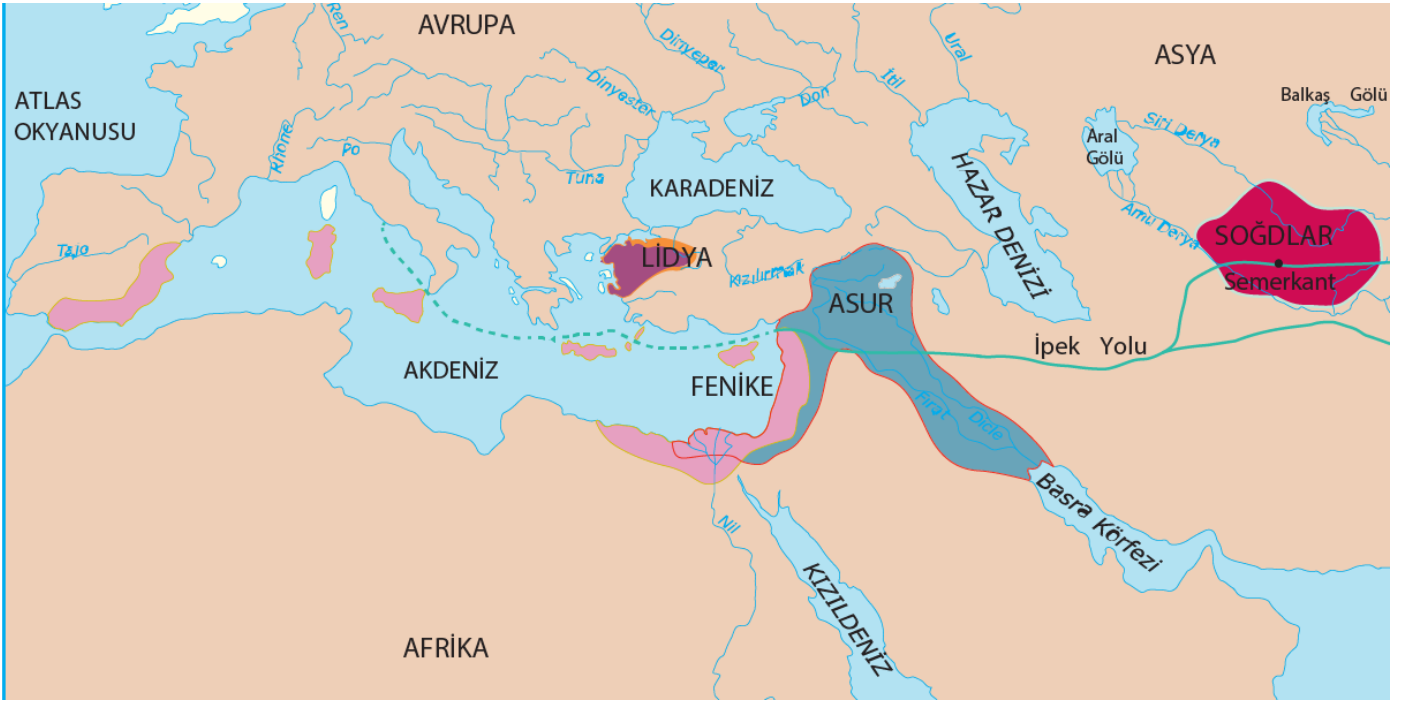 Ren
AVRUPA
Dinyeper
Ural
ASYA
İtil
Dinyester
Don
ATLAS
OKYANUSU
Balkaş Gölü
Siri Derya
Aral
Gölü
Rhone
Po
Tuna
KARADENİZ
HAZAR DENİZİ
Amu Derya
Tajo
LİDYA
Kızılırmak
SOĞDLAR
Semerkant
ASUR
İpek Yolu
AKDENİZ
FENİKE
Fırat
Dicle
Basra Körfezi
Nil
KIZILDENİZ
AFRİKA